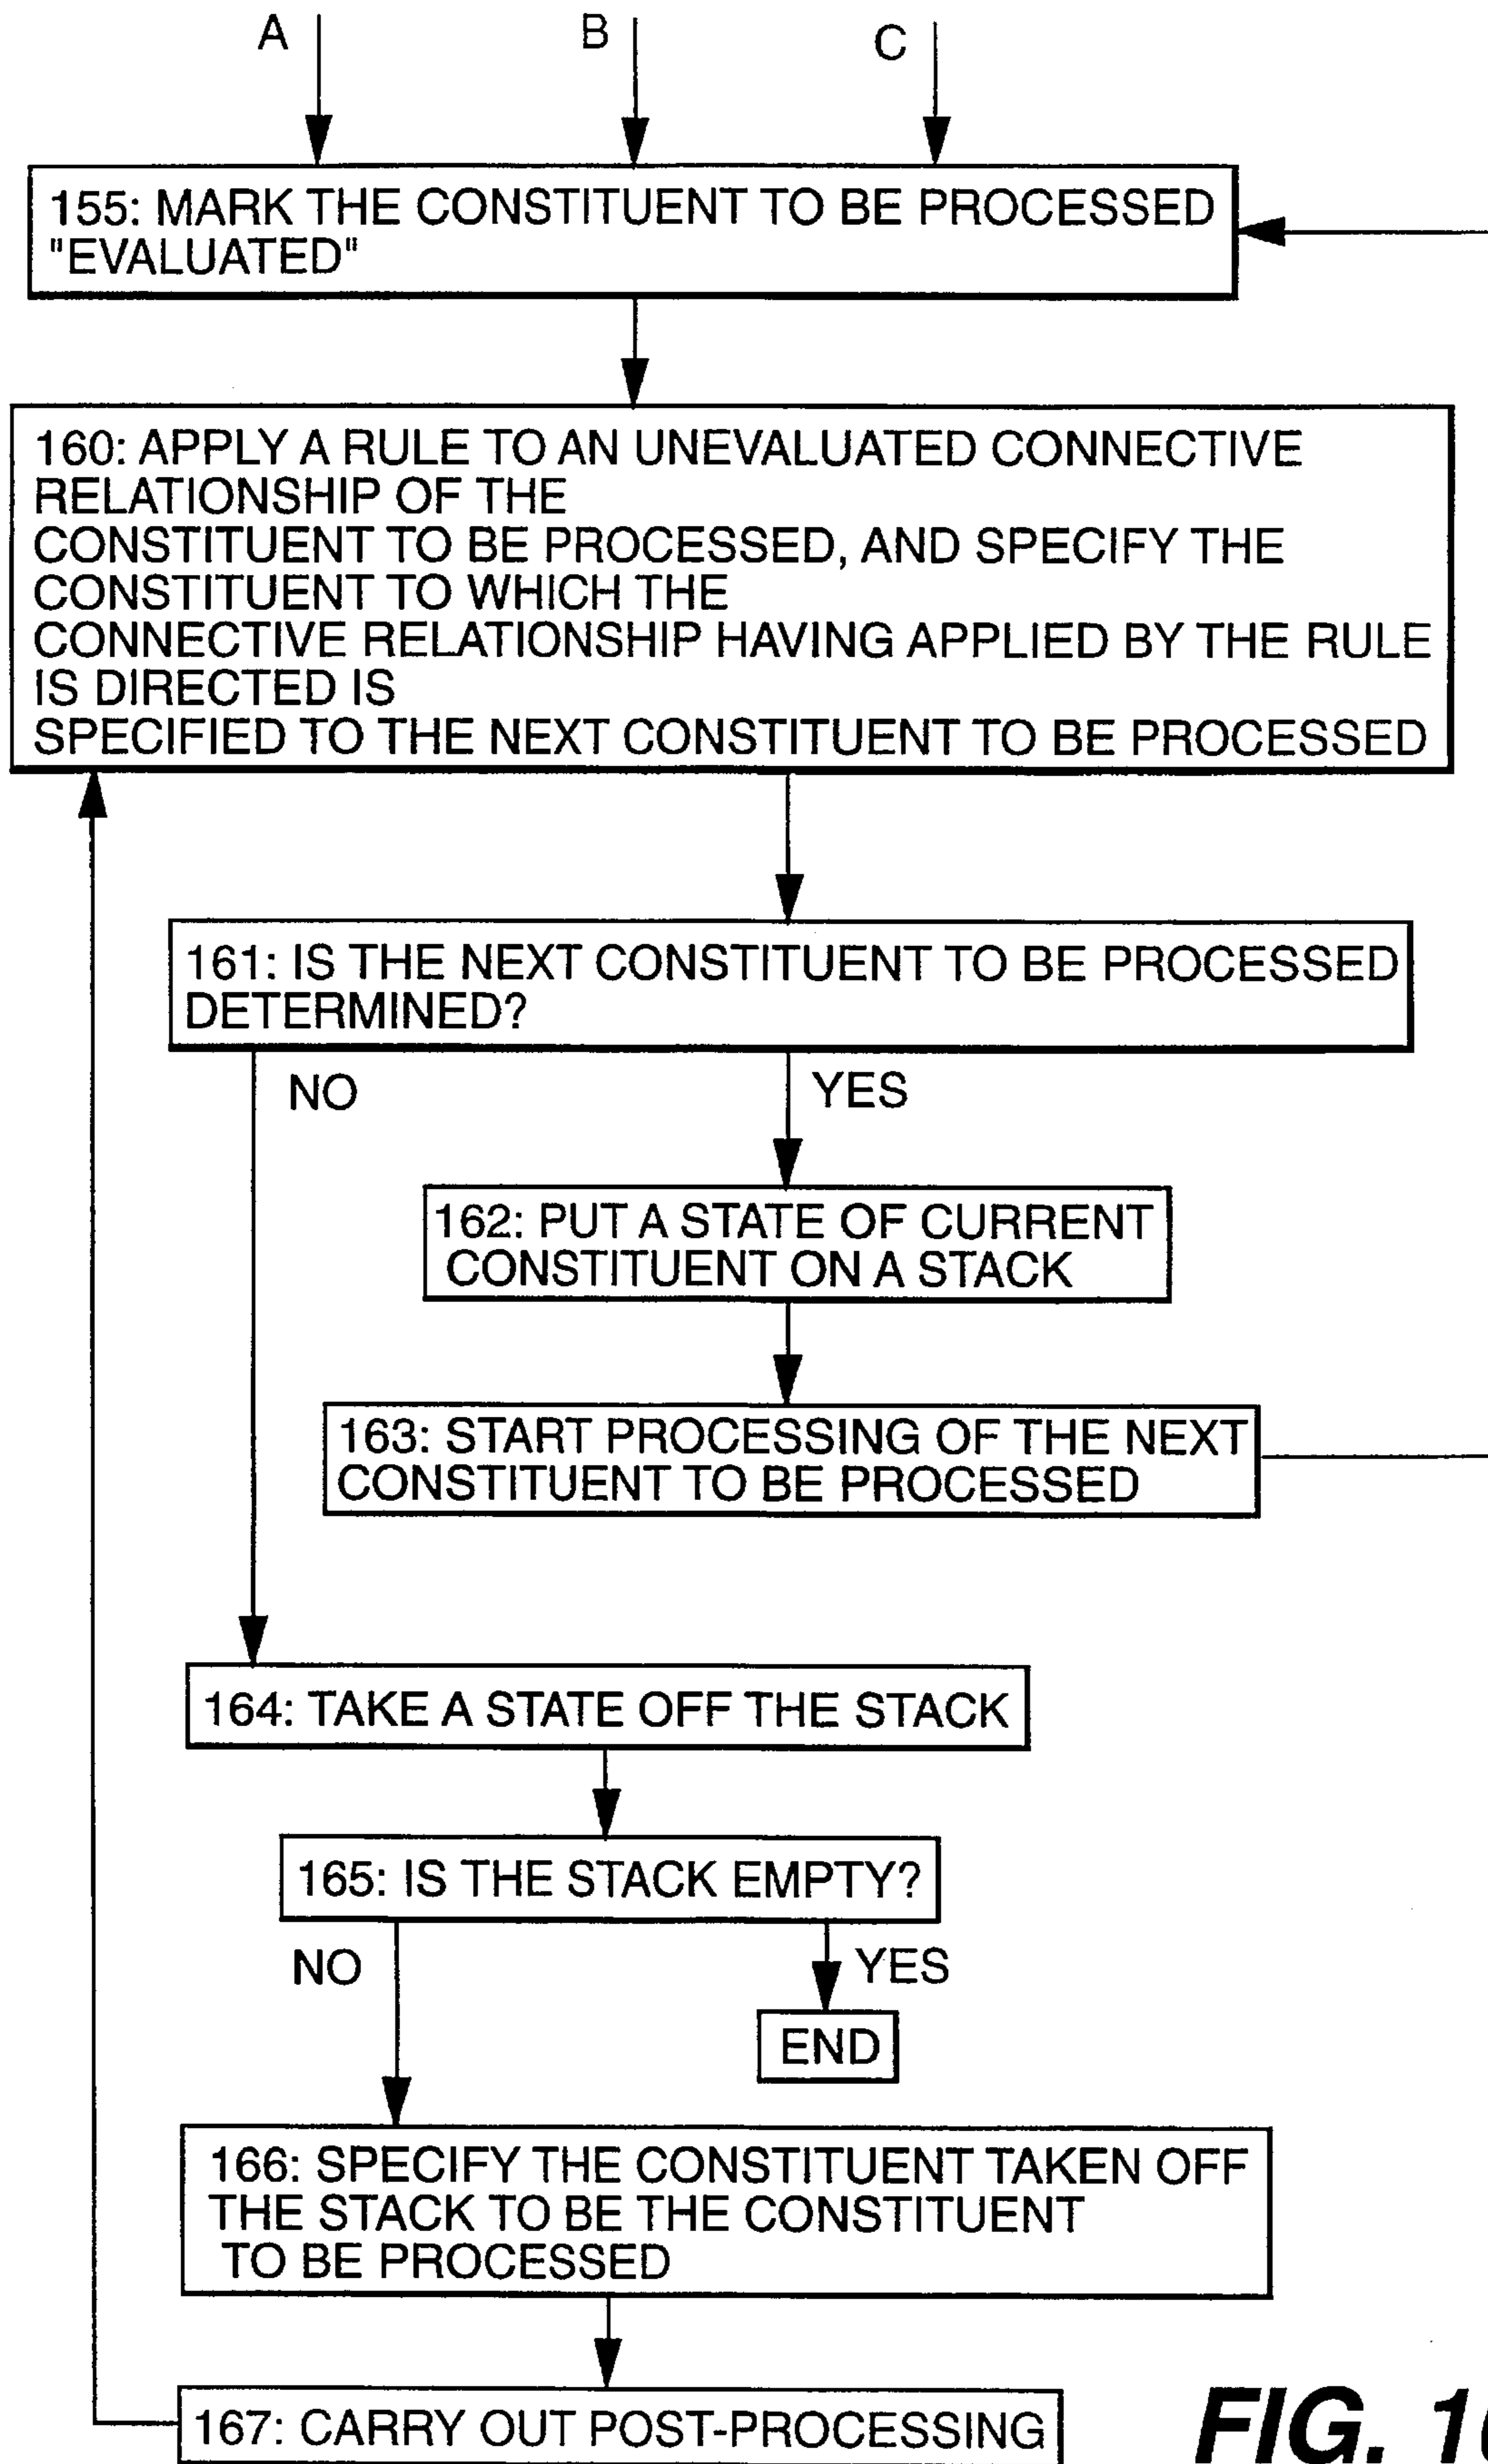 A
B
C
155: MARK THE CONSTITUENT TO BE PROCESSED
"EVALUATED"
160: APPLY A RULE TO AN UNEVALUATED CONNECTIVE
RELATIONSHIP OF THE
CONSTITUENT TO BE PROCESSED, AND SPECIFY THE
CONSTITUENT TO WHICH THE
CONNECTIVE RELATIONSHIP HAVING APPLIED BY THE RULE
IS DIRECTED IS
SPECIFIED TO THE NEXT CONSTITUENT TO BE PROCESSED
161: IS THE NEXT CONSTITUENT TO BE PROCESSED
DETERMINED?
NO
YES
162: PUT A STATE OF CURRENT
CONSTITUENT ON A STACK
163: START PROCESSING OF THE NEXT
CONSTITUENT TO BE PROCESSED
164: TAKE A STATE OFF THE STACK
165: IS THE STACK EMPTY?
NO
YES
END
166: SPECIFY THE CONSTITUENT TAKEN OFF
THE STACK TO BE THE CONSTITUENT
TO BE PROCESSED
167: CARRY OUT POST-PROCESSING
FIG.